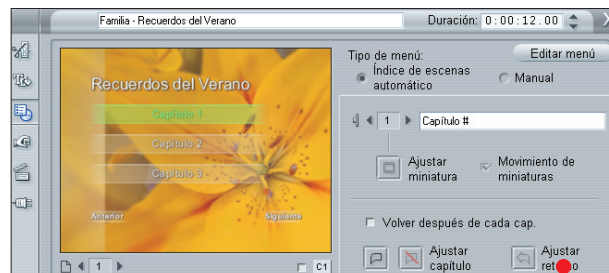 Familia - Recuerdos del Verano
Duración: 0:00:12.00
Tipo de menú:
Editar menú
Índice de escenas
automático
Manual
Recuerdos del Verano
Capítulo 1
Capítulo 2
Capítulo 3
Anterior
Siguiente
1
Capítulo #
Ajustar
miniatura
Movimiento de
miniaturas
Volver después de cada cap.
1
C1
Ajustar
capítulo
Ajustar